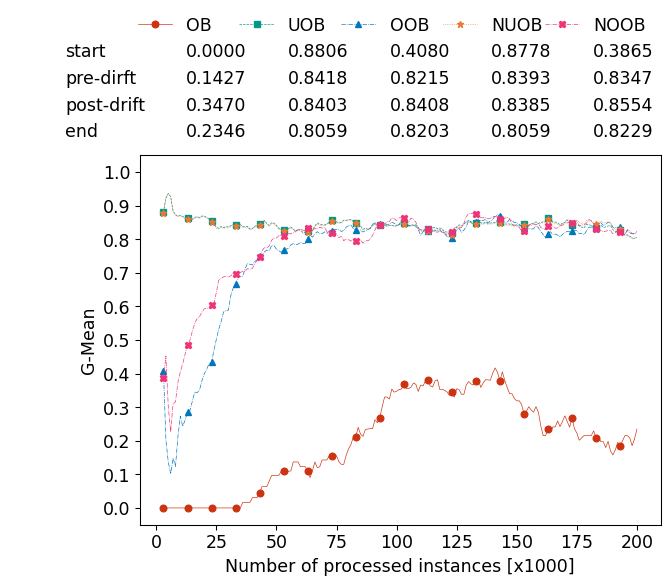 OB UOB OOB NUOB NOOB
start 0.0000 0.8806 0.4080 0.8778 0.3865
pre-dirft 0.1427 0.8418 0.8215 0.8393 0.8347
post-drift 0.3470 0.8403 0.8408 0.8385 0.8554
end 0.2346 0.8059 0.8203 0.8059 0.8229
1.0
0.9
0.8
0.7
0.6
0.5
0.4
0.3
0.2
0.1
0.0
G-Mean
0 25 50 75 100 125 150 175 200
Number of processed instances [x1000]